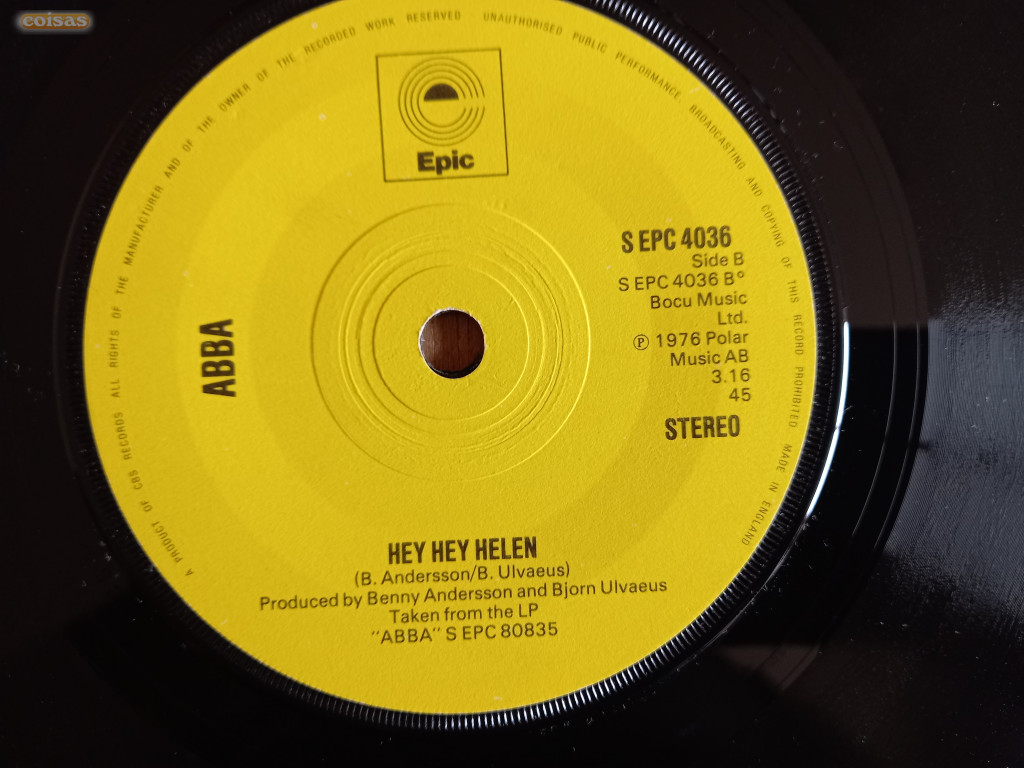 coisas
A PRODUCT OF CBS RECORDS ALL RIGHTS OF THE MANUFACTURER AND OF THE OWNER OF THE RECORDED WORK RESERVED · UNAUTHORISED PUBLIC PERFORMANCE, BROADCASTING AND COPYING OF THIS RECORD PROHIBITED MADE IN ENGLAND
Epic
S EPC 4036
Side B
S EPC 4036 B°
Bocu Music
Ltd.
℗ 1976 Polar
Music AB
3.16
45
STEREO
ABBA
HEY HEY HELEN
(B. Andersson/B. Ulvaeus)
Produced by Benny Andersson and Bjorn Ulvaeus
Taken from the LP
"ABBA" S EPC 80835